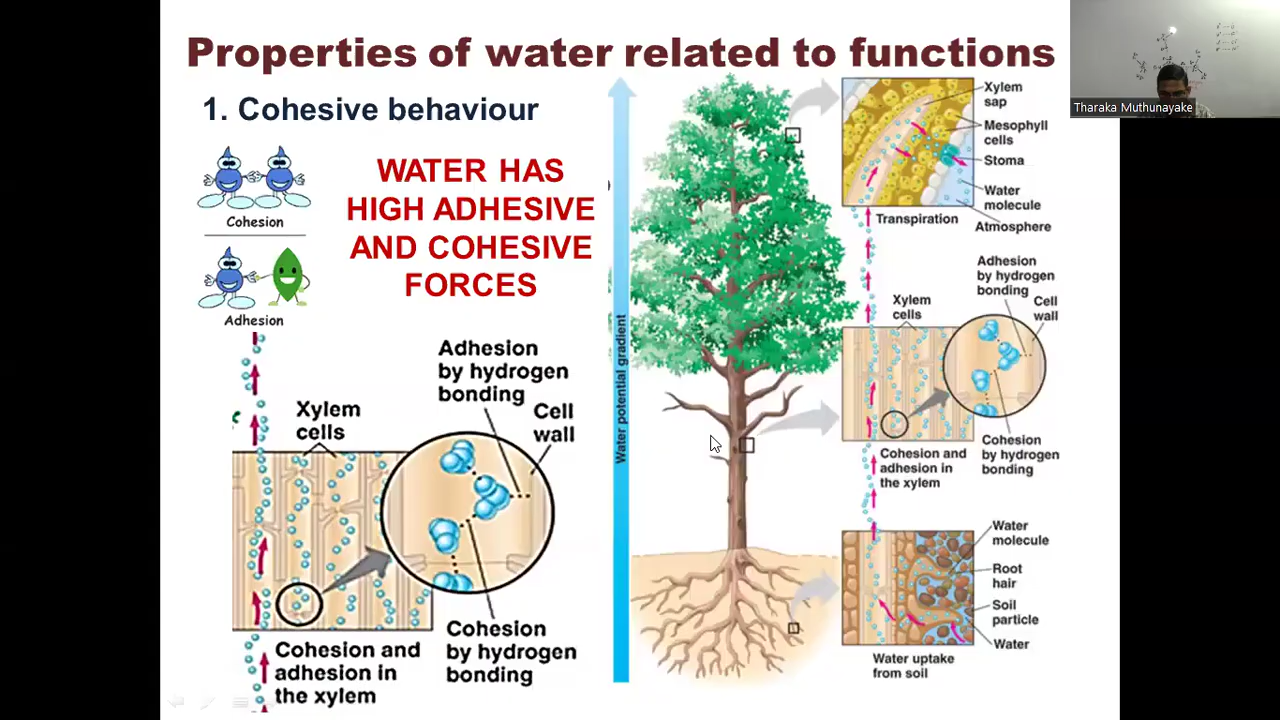 Properties of water related to functions
1. Cohesive behaviour
Cohesion
Adhesion
WATER HAS
HIGH ADHESIVE
AND COHESIVE
FORCES
Adhesion
by hydrogen
bonding
Xylem
cells
Cell
wall
Cohesion and
adhesion in
the xylem
Cohesion
by hydrogen
bonding
Water potential gradient
Xylem
sap
Mesophyll
cells
Stoma
Water
molecule
Transpiration
Atmosphere
Adhesion
by hydrogen
bonding
Xylem
cells
Cell
wall
Cohesion and
adhesion in
the xylem
Cohesion
by hydrogen
bonding
Water
molecule
Root
hair
Soil
particle
Water
Water uptake
from soil
Tharaka Muthunayake